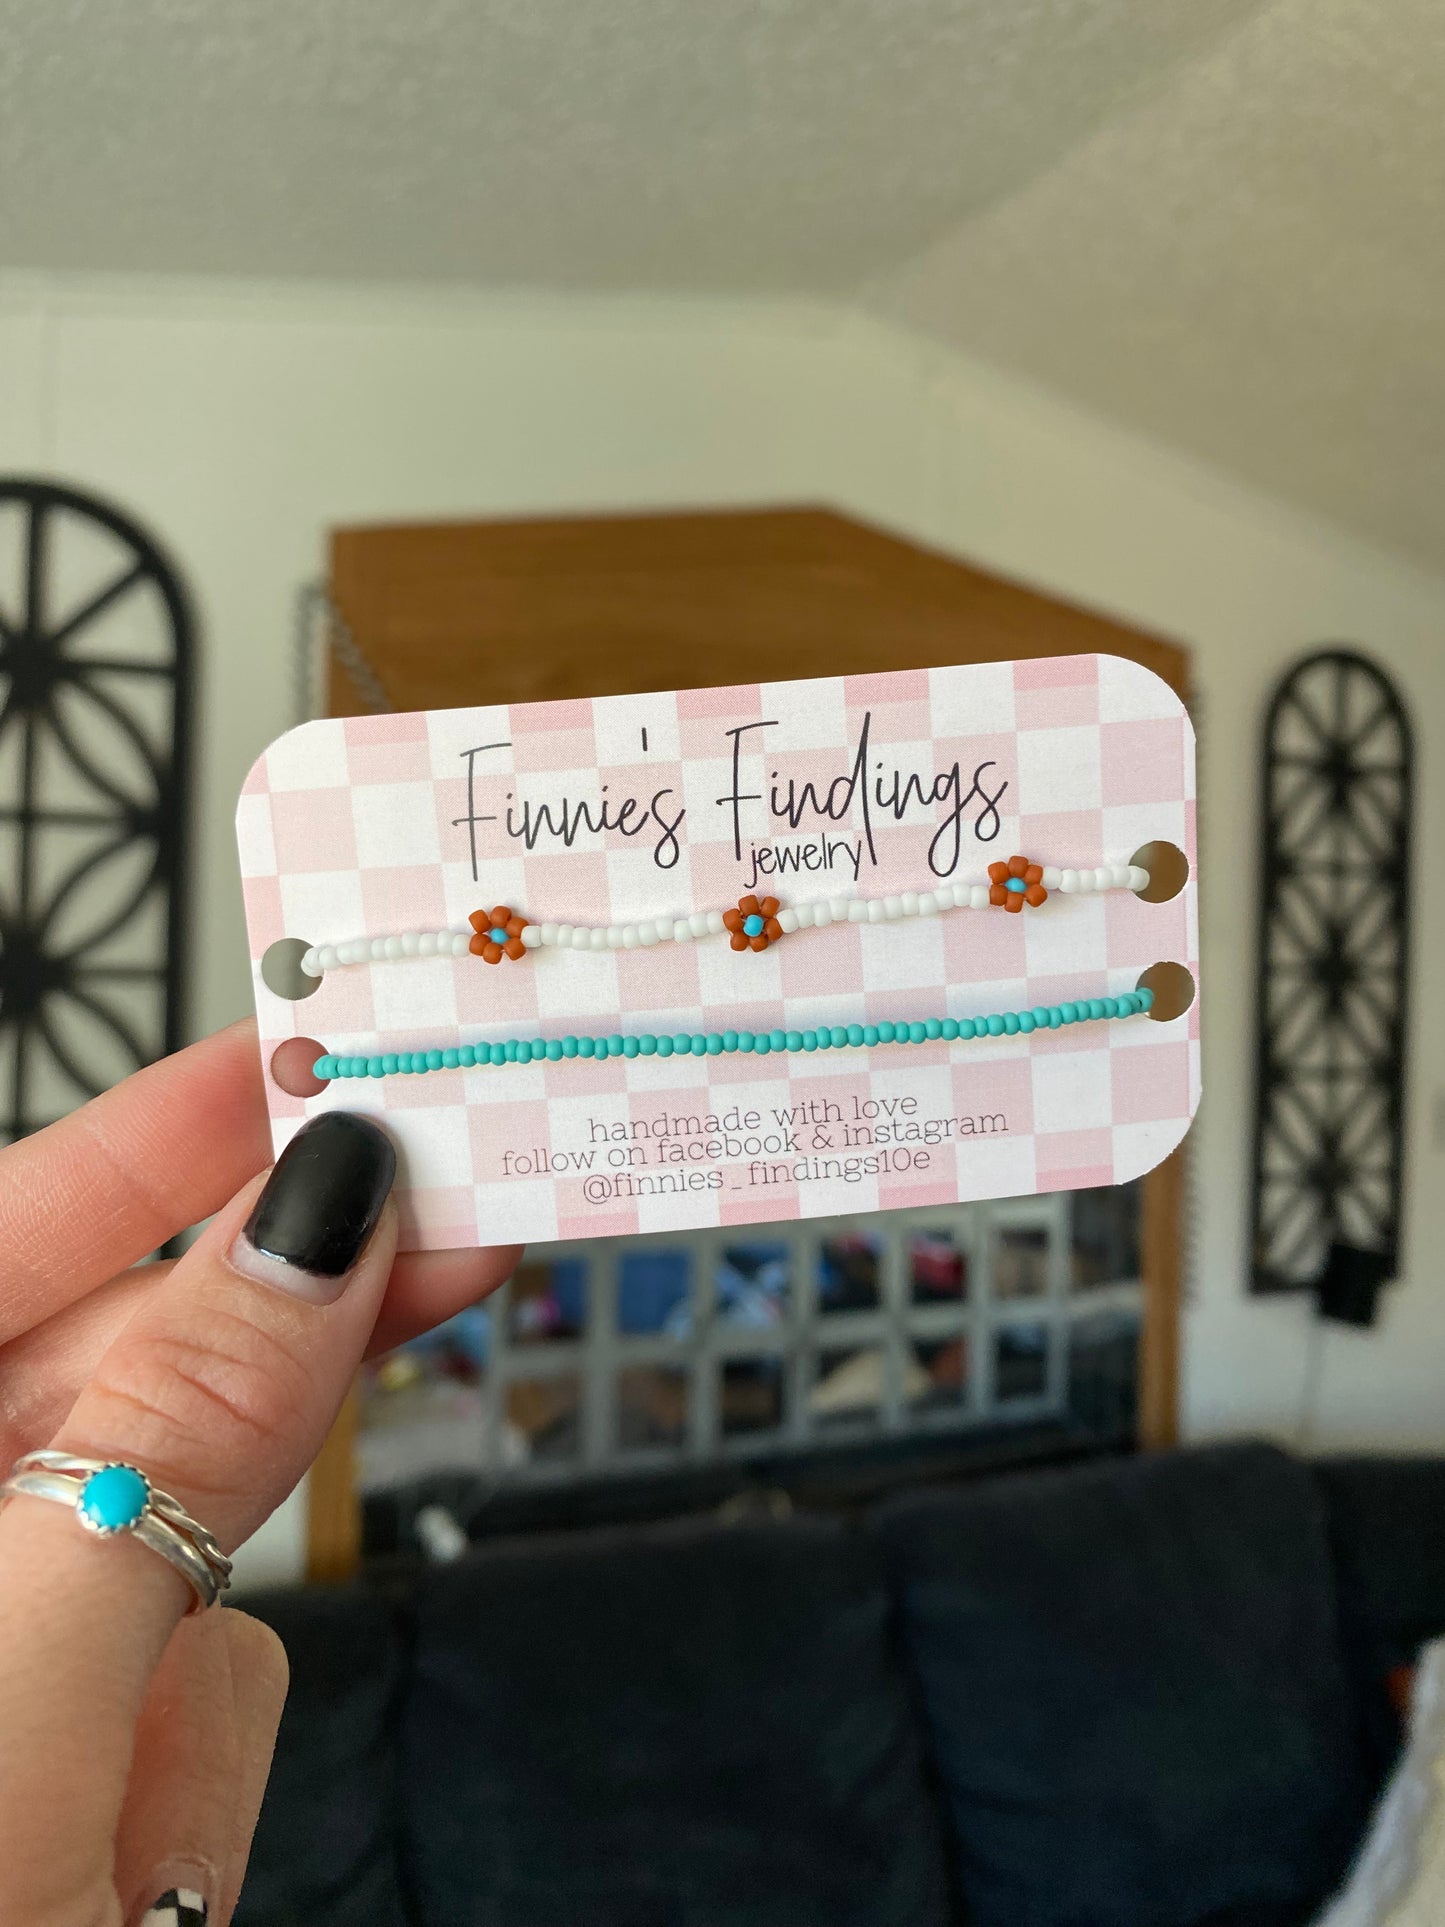 Finnie's Findings
jewelry
handmade with love
follow on facebook & instagram
@finnies_findings10e